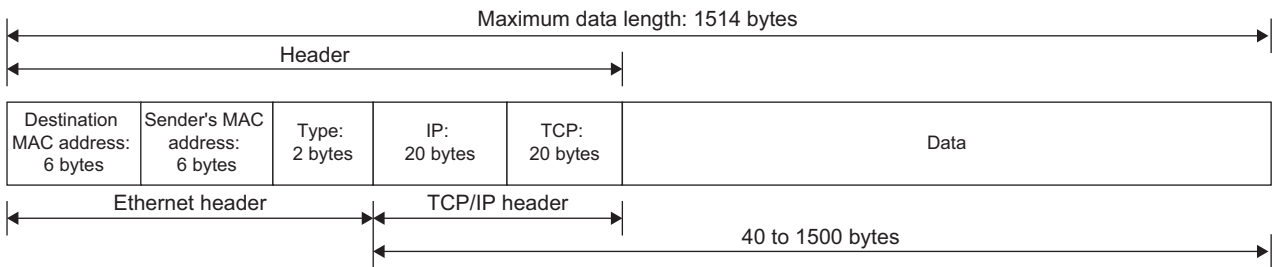 Maximum data length: 1514 bytes
Header
Destination
MAC address:
6 bytes
Sender's MAC
address:
6 bytes
Type:
2 bytes
IP:
20 bytes
TCP:
20 bytes
Data
Ethernet header
TCP/IP header
40 to 1500 bytes